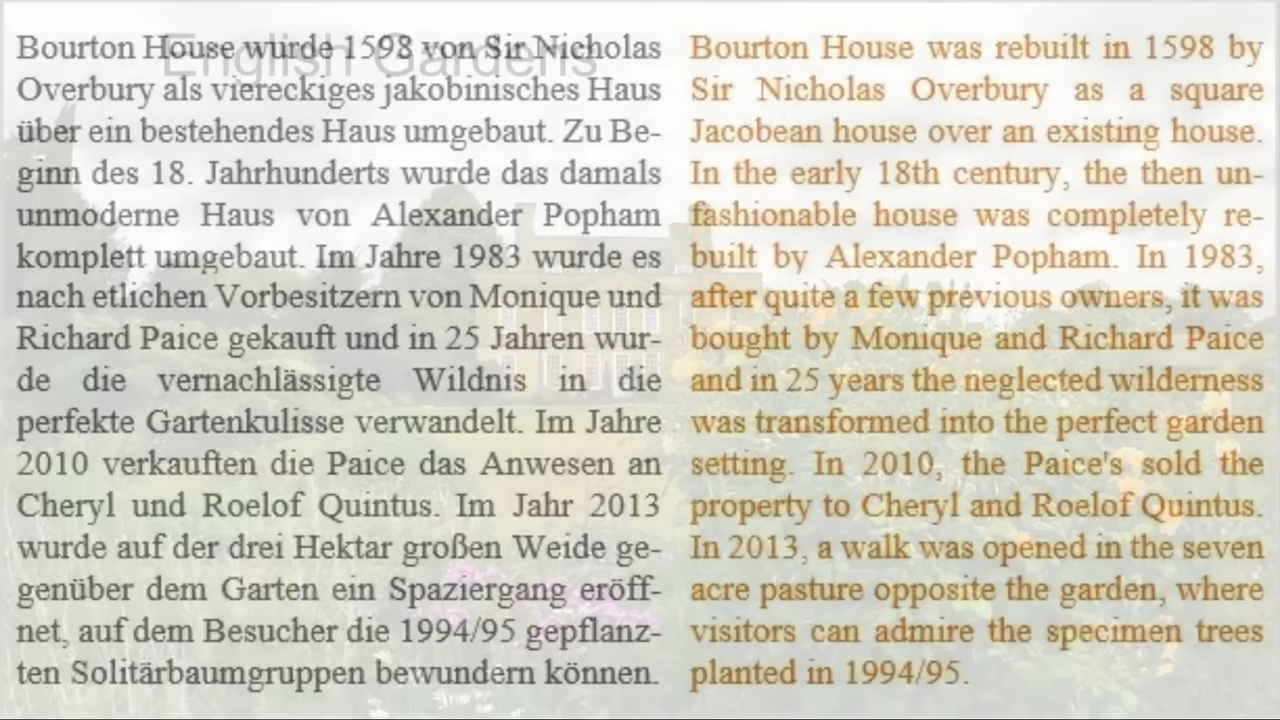 English Gardens
Bourton House wurde 1598 von Sir Nicholas
Overbury als viereckiges jakobinisches Haus
über ein bestehendes Haus umgebaut. Zu Be-
ginn des 18. Jahrhunderts wurde das damals
unmoderne Haus von Alexander Popham
komplett umgebaut. Im Jahre 1983 wurde es
nach etlichen Vorbesitzern von Monique und
Richard Paice gekauft und in 25 Jahren wur-
de die vernachlässigte Wildnis in die
perfekte Gartenkulisse verwandelt. Im Jahre
2010 verkauften die Paice das Anwesen an
Cheryl und Roelof Quintus. Im Jahr 2013
wurde auf der drei Hektar großen Weide ge-
genüber dem Garten ein Spaziergang eröff-
net, auf dem Besucher die 1994/95 gepflanz-
ten Solitärbaumgruppen bewundern können.
Bourton House was rebuilt in 1598 by
Sir Nicholas Overbury as a square
Jacobean house over an existing house.
In the early 18th century, the then un-
fashionable house was completely re-
built by Alexander Popham. In 1983,
after quite a few previous owners, it was
bought by Monique and Richard Paice
and in 25 years the neglected wilderness
was transformed into the perfect garden
setting. In 2010, the Paice's sold the
property to Cheryl and Roelof Quintus.
In 2013, a walk was opened in the seven
acre pasture opposite the garden, where
visitors can admire the specimen trees
planted in 1994/95.